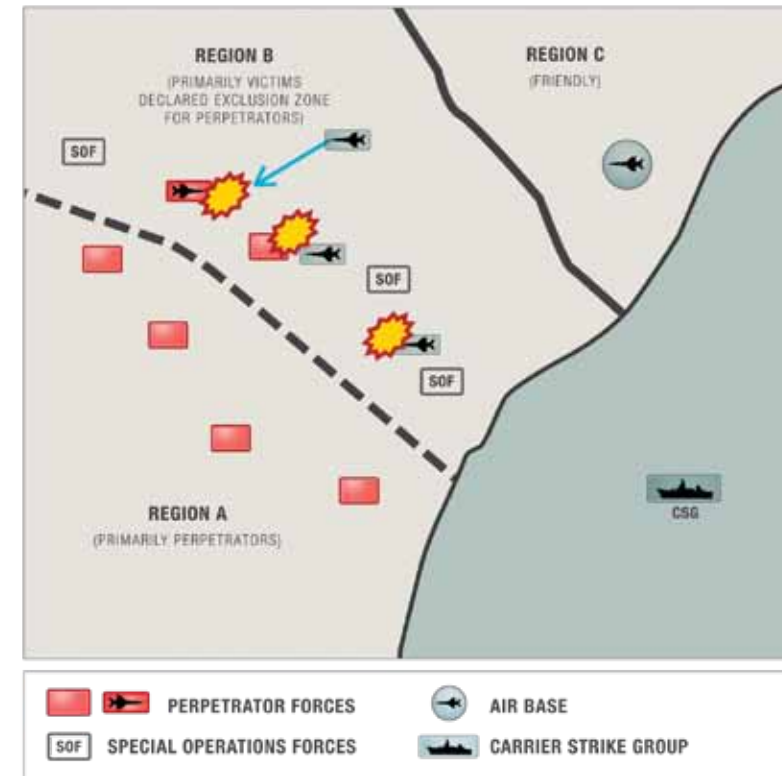 REGION B
(PRIMARILY VICTIMS
DECLARED EXCLUSION ZONE
FOR PERPETRATORS)
REGION C
(FRIENDLY)
SOF
SOF
SOF
REGION A
(PRIMARILY PERPETRATORS)
CSG
PERPETRATOR FORCES
AIR BASE
SOF SPECIAL OPERATIONS FORCES
CARRIER STRIKE GROUP